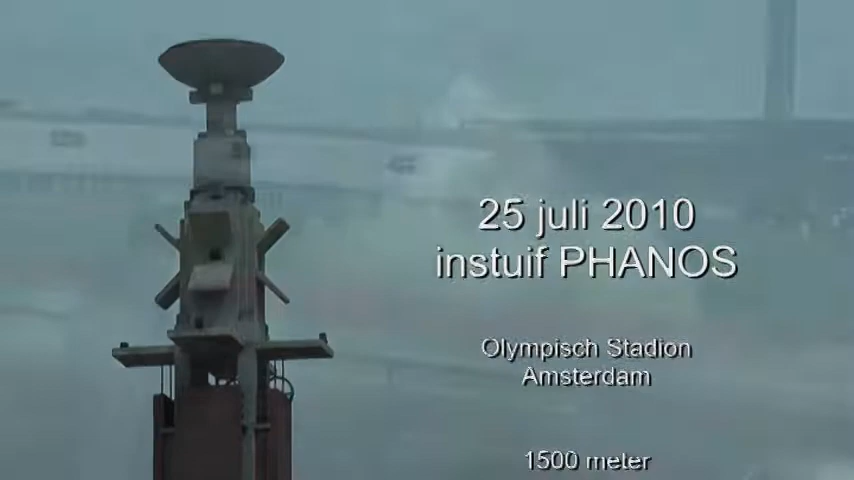 25 juli 2010
instuif PHANOS
Olympisch Stadion
Amsterdam
1500 meter